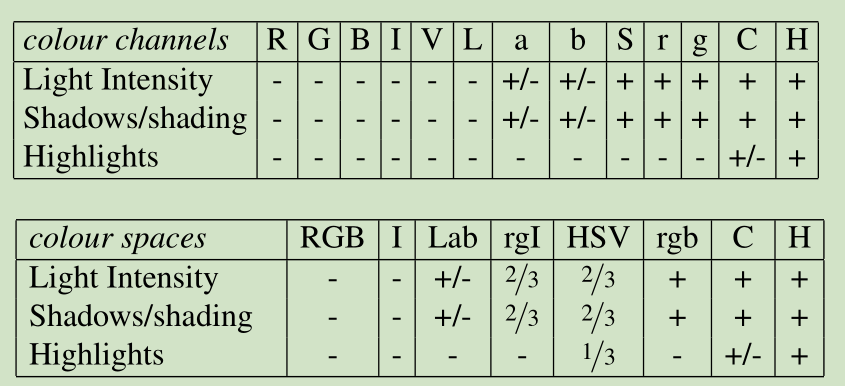 colour channels R G B I V L a b S r g C H
Light Intensity - - - - - - +/- +/- + + + + +
Shadows/shading - - - - - - +/- +/- + + + + +
Highlights - - - - - - - - - - - +/- +
colour spaces RGB I Lab rgI HSV rgb C H
Light Intensity - - +/- 2/3 2/3 + + +
Shadows/shading - - +/- 2/3 2/3 + + +
Highlights - - - - 1/3 - +/- +